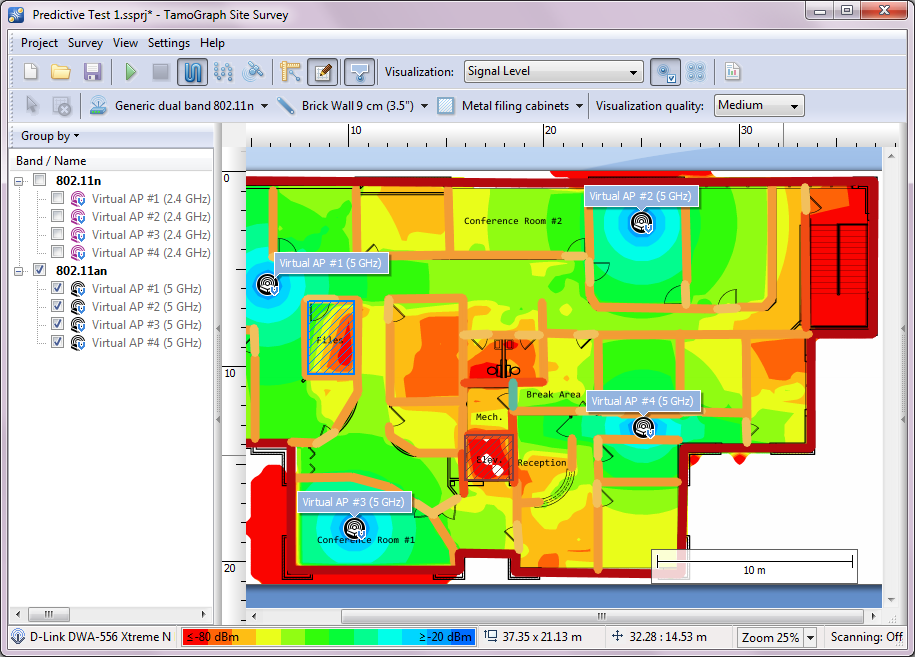 Predictive Test 1.ssprj* - TamoGraph Site Survey
Project Survey View Settings Help
Visualization: Signal Level
Generic dual band 802.11n Brick Wall 9 cm (3.5") Metal filing cabinets Visualization quality: Medium
Group by
Band / Name
802.11n
Virtual AP #1 (2.4 GHz)
Virtual AP #2 (2.4 GHz)
Virtual AP #3 (2.4 GHz)
Virtual AP #4 (2.4 GHz)
802.11an
Virtual AP #1 (5 GHz)
Virtual AP #2 (5 GHz)
Virtual AP #3 (5 GHz)
Virtual AP #4 (5 GHz)
10 20 30
0
10
20
Virtual AP #2 (5 GHz)
Conference Room #2
Virtual AP #1 (5 GHz)
Files
Break Area
Virtual AP #4 (5 GHz)
Mech.
Elev.
Reception
Virtual AP #3 (5 GHz)
Conference Room #1
10 m
D-Link DWA-556 Xtreme N ≤-80 dBm ≥-20 dBm 37.35 x 21.13 m 32.28 : 14.53 m Zoom 25% Scanning: Off